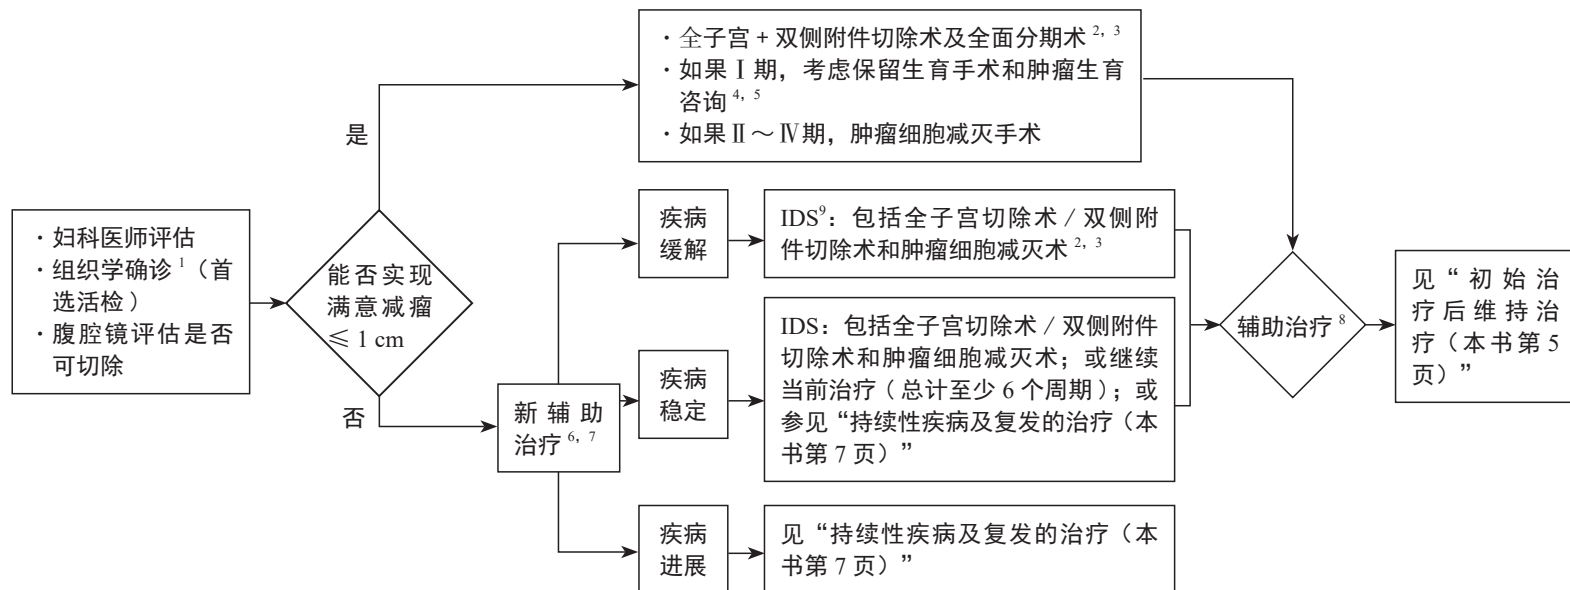 · 全子宫 + 双侧附件切除术及全面分期术 2, 3
· 如果 Ⅰ 期，考虑保留生育手术和肿瘤生育
咨询 4, 5
· 如果 Ⅱ～Ⅳ 期，肿瘤细胞减灭手术
是
· 妇科医师评估
· 组织学确诊 1（首
选活检）
· 腹腔镜评估是否
可切除
能否实现
满意减瘤
≤ 1 cm
否
新辅助
治疗 6, 7
疾病
缓解
IDS9：包括全子宫切除术 / 双侧附
件切除术和肿瘤细胞减灭术 2, 3
疾病
稳定
IDS：包括全子宫切除术 / 双侧附件
切除术和肿瘤细胞减灭术；或继续
当前治疗（总计至少 6 个周期）；或
参见“持续性疾病及复发的治疗（本
书第 7 页）”
疾病
进展
见“持续性疾病及复发的治疗（本
书第 7 页）”
辅助治疗 8
见“初始治
疗后维持治
疗（本书第 5
页）”